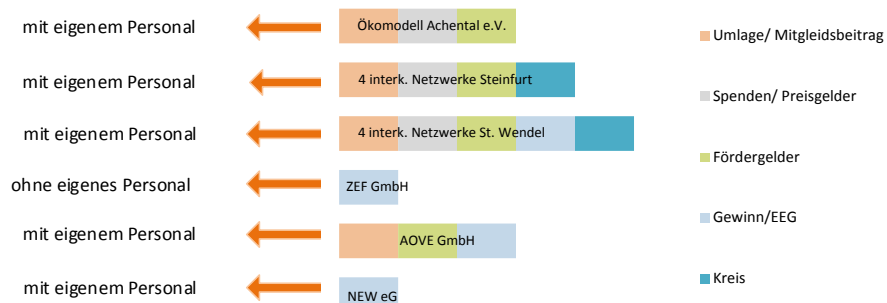 mit eigenem Personal Ökomodell Achental e.V.
mit eigenem Personal 4 interk. Netzwerke Steinfurt
mit eigenem Personal 4 interk. Netzwerke St. Wendel
ohne eigenes Personal ZEF GmbH
mit eigenem Personal AOVE GmbH
mit eigenem Personal NEW eG
Umlage/ Mitgleidsbeitrag
Spenden/ Preisgelder
Fördergelder
Gewinn/EEG
Kreis